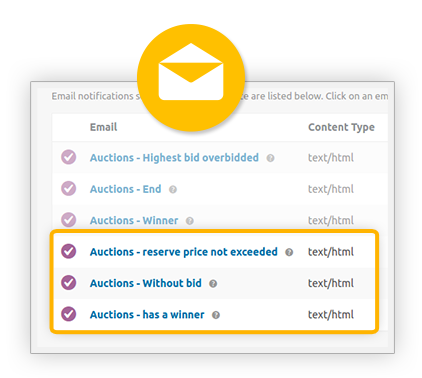 Email notifications s ce are listed below. Click on an em
Email Content Type
Auctions - Highest bid overbidded ? text/html
Auctions - End ? text/html
Auctions - Winner ? text/html
Auctions - reserve price not exceeded ? text/html
Auctions - Without bid ? text/html
Auctions - has a winner ? text/html